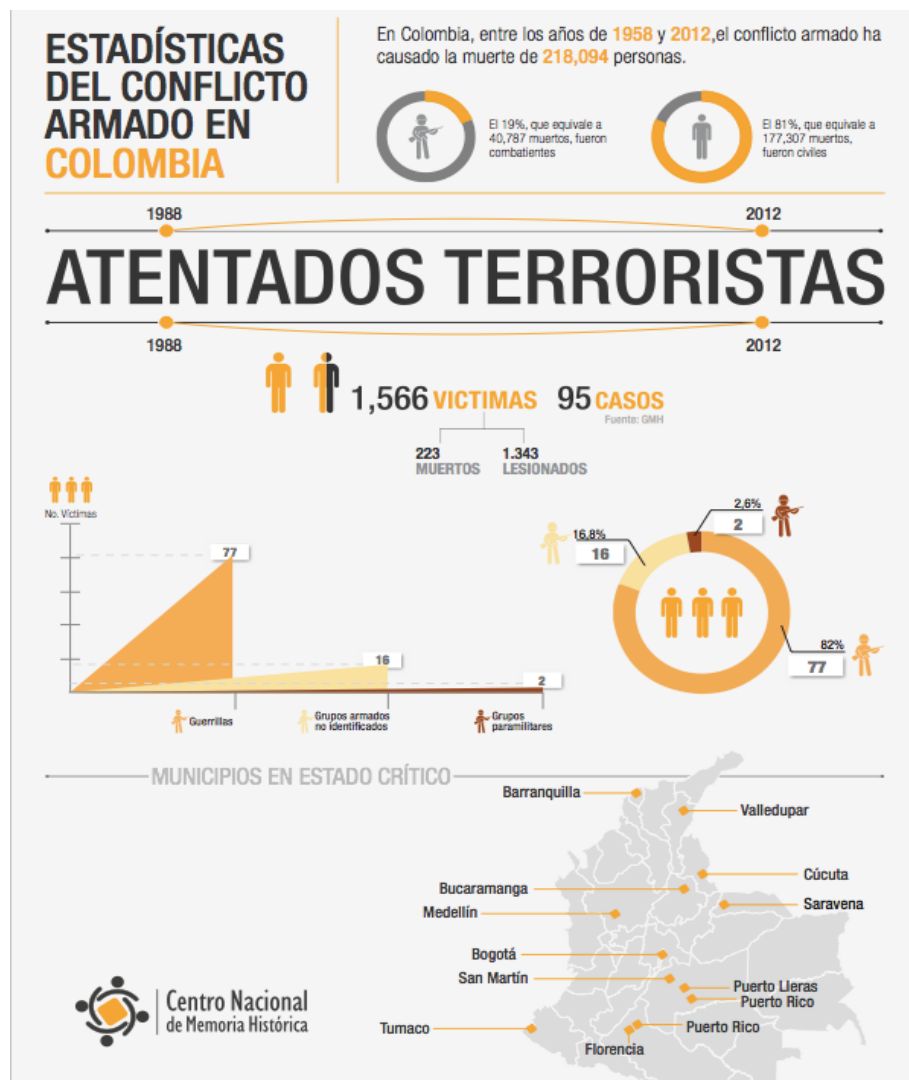 ESTADÍSTICAS
DEL CONFLICTO
ARMADO EN
COLOMBIA
En Colombia, entre los años de 1958 y 2012,el conflicto armado ha
causado la muerte de 218,094 personas.
El 19%, que equivale a
40,787 muertos, fueron
combatientes
El 81%, que equivale a
177,307 muertos,
fueron civiles
1988
2012
ATENTADOS TERRORISTAS
1988
2012
1,566 VICTIMAS
95 CASOS
Fuente: GMH
223
MUERTOS
1.343
LESIONADOS
No. Víctimas
77
16
2
Guerrillas
Grupos armados
no identificados
Grupos
paramilitares
2,6%
2
16,8%
16
82%
77
MUNICIPIOS EN ESTADO CRÍTICO
Barranquilla
Valledupar
Cúcuta
Bucaramanga
Saravena
Medellín
Bogotá
San Martín
Puerto Lleras
Puerto Rico
Tumaco
Puerto Rico
Florencia
Centro Nacional
de Memoria Histórica